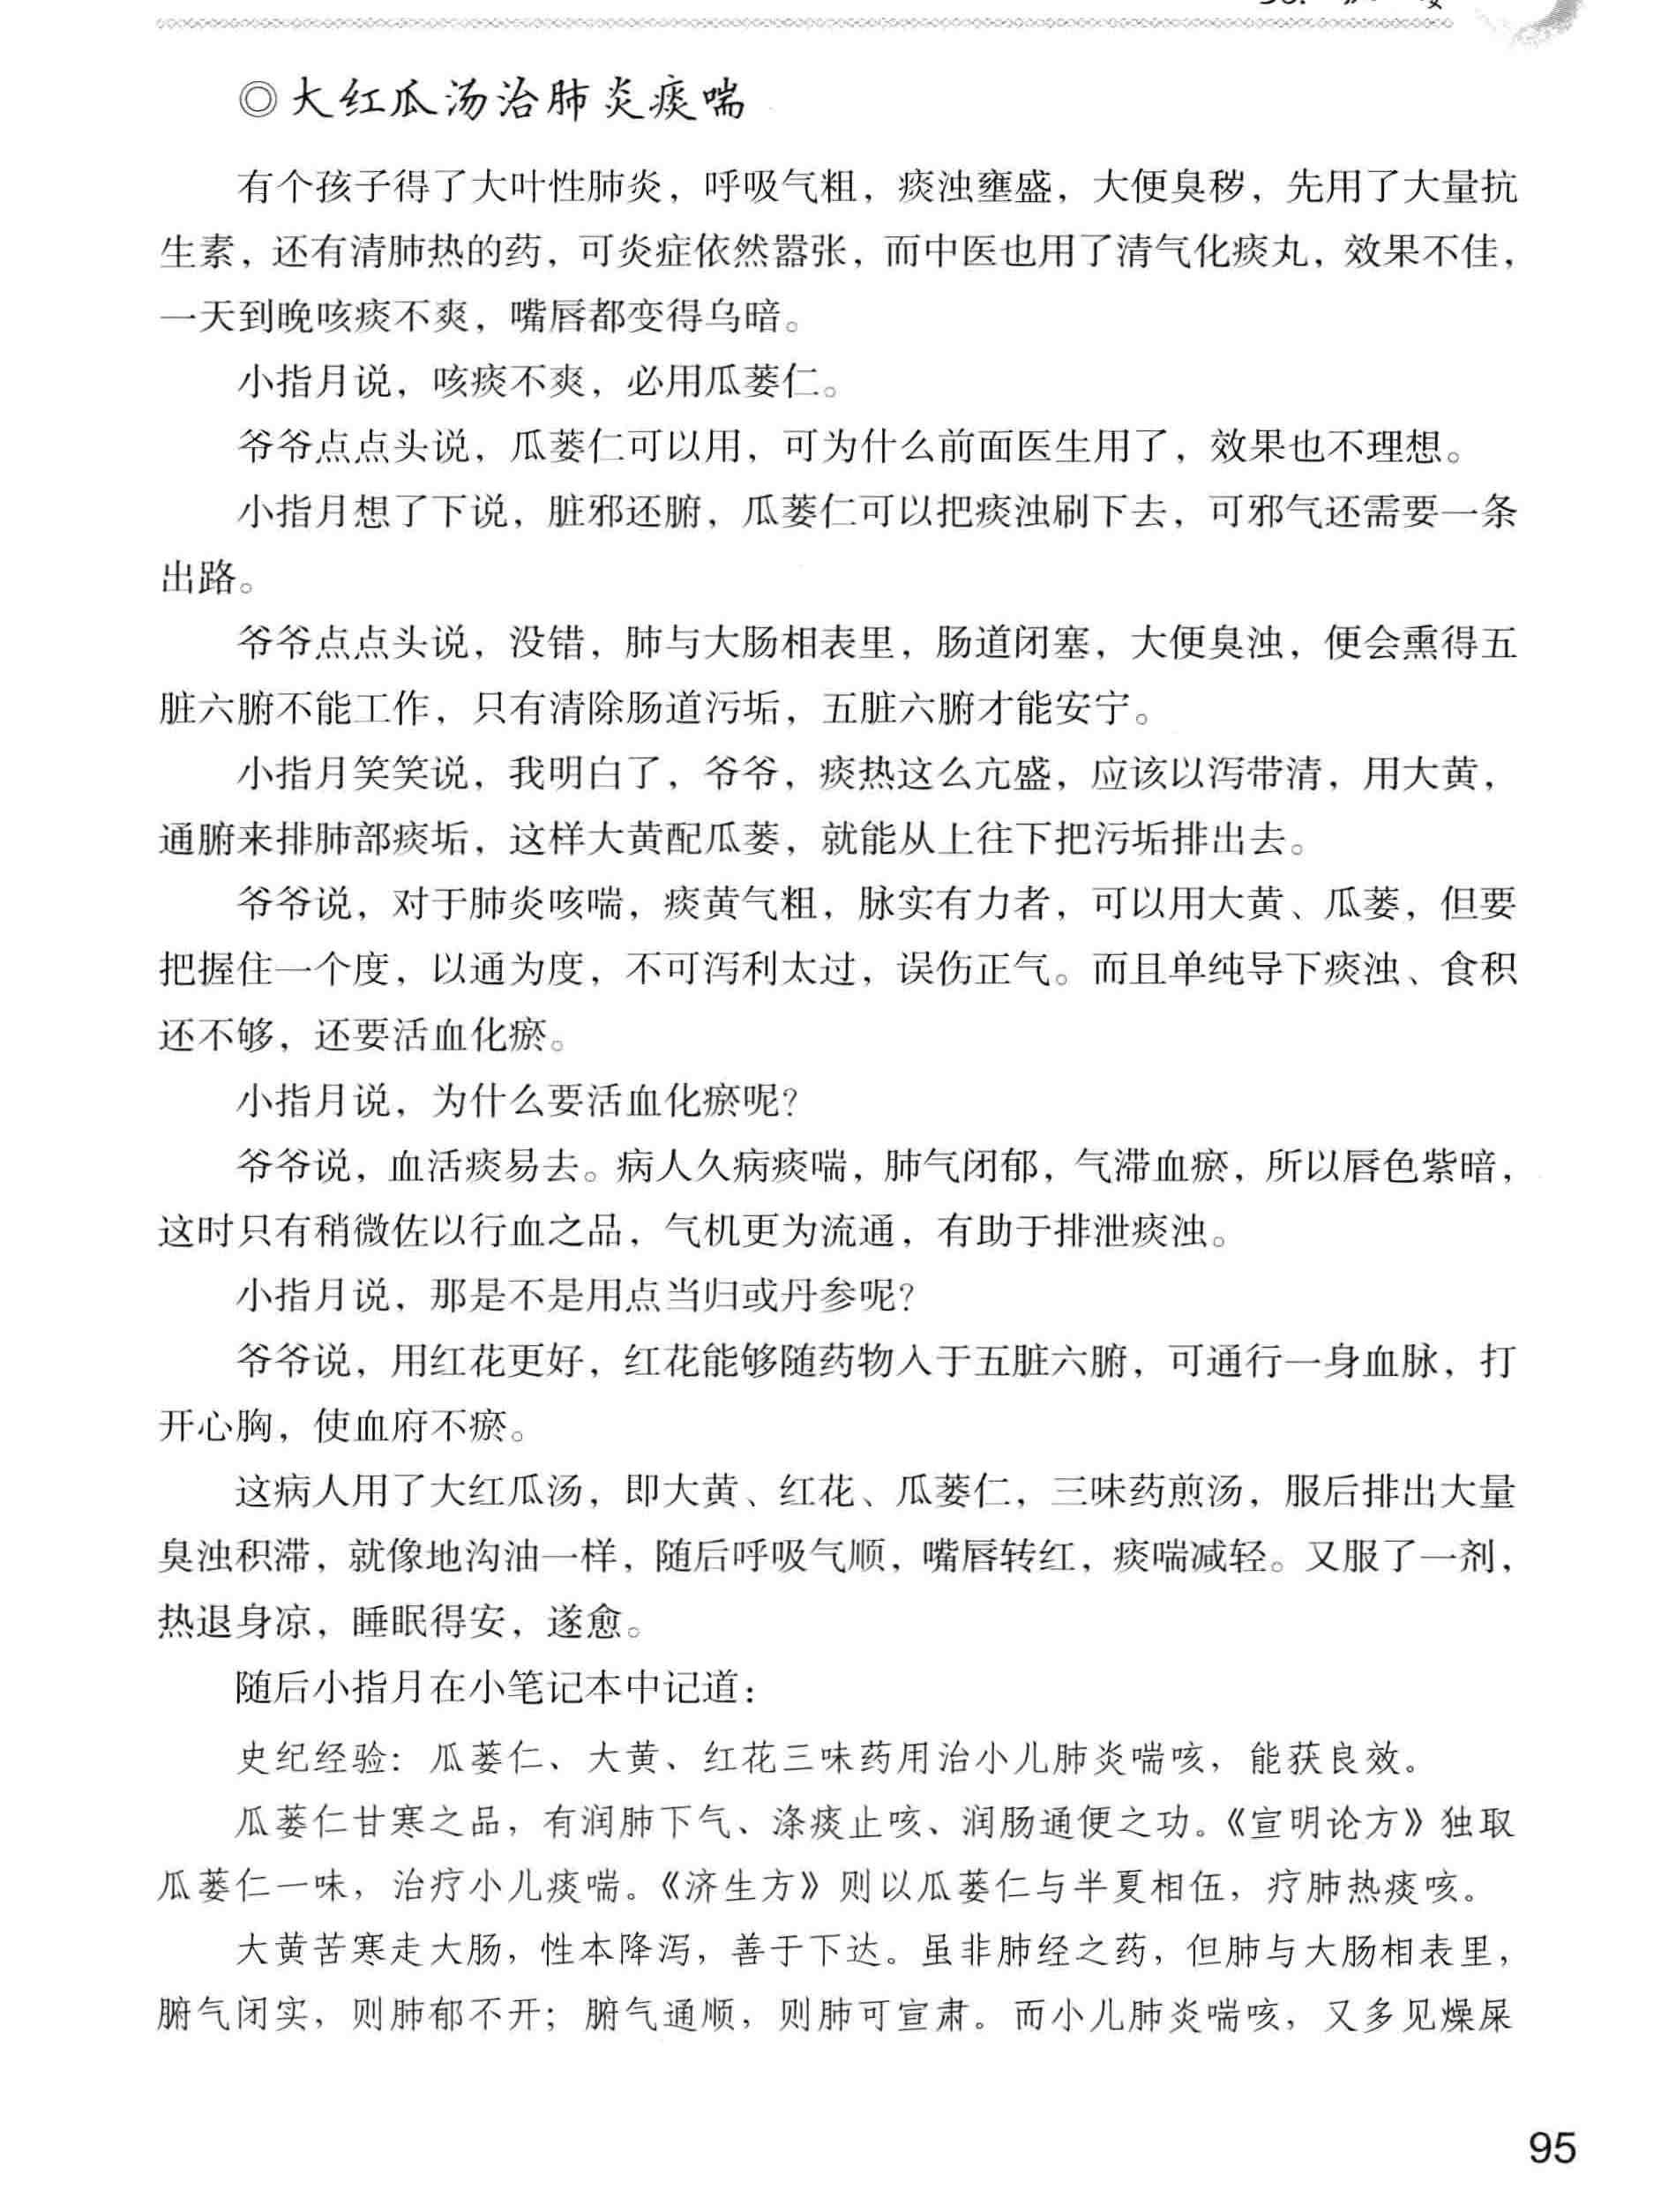 ◎大红瓜汤治肺炎痰喘
有个孩子得了大叶性肺炎，呼吸气粗，痰浊壅盛，大便臭秽，先用了大量抗
生素，还有清肺热的药，可炎症依然嚣张，而中医也用了清气化痰丸，效果不佳，
一天到晚咳痰不爽，嘴唇都变得乌暗。
小指月说，咳痰不爽，必用瓜蒌仁。
爷爷点点头说，瓜蒌仁可以用，可为什么前面医生用了，效果也不理想。
小指月想了下说，脏邪还腑，瓜蒌仁可以把痰浊刷下去，可邪气还需要一条
出路。
爷爷点点头说，没错，肺与大肠相表里，肠道闭塞，大便臭浊，便会熏得五
脏六腑不能工作，只有清除肠道污垢，五脏六腑才能安宁。
小指月笑笑说，我明白了，爷爷，痰热这么亢盛，应该以泻带清，用大黄，
通腑来排肺部痰垢，这样大黄配瓜蒌，就能从上往下把污垢排出去。
爷爷说，对于肺炎咳喘，痰黄气粗，脉实有力者，可以用大黄、瓜蒌，但要
把握住一个度，以通为度，不可泻利太过，误伤正气。而且单纯导下痰浊、食积
还不够，还要活血化瘀。
小指月说，为什么要活血化瘀呢？
爷爷说，血活痰易去。病人久病痰喘，肺气闭郁，气滞血瘀，所以唇色紫暗，
这时只有稍微佐以行血之品，气机更为流通，有助于排泄痰浊。
小指月说，那是不是用点当归或丹参呢？
爷爷说，用红花更好，红花能够随药物入于五脏六腑，可通行一身血脉，打
开心胸，使血府不瘀。
这病人用了大红瓜汤，即大黄、红花、瓜蒌仁，三味药煎汤，服后排出大量
臭浊积滞，就像地沟油一样，随后呼吸气顺，嘴唇转红，痰喘减轻。又服了一剂，
热退身凉，睡眠得安，遂愈。
随后小指月在小笔记本中记道：
史纪经验：瓜蒌仁、大黄、红花三味药用治小儿肺炎喘咳，能获良效。
瓜蒌仁甘寒之品，有润肺下气、涤痰止咳、润肠通便之功。《宣明论方》独取
瓜蒌仁一味，治疗小儿痰喘。《济生方》则以瓜蒌仁与半夏相伍，疗肺热痰咳。
大黄苦寒走大肠，性本降泻，善于下达。虽非肺经之药，但肺与大肠相表里，
腑气闭实，则肺郁不开；腑气通顺，则肺可宣肃。而小儿肺炎喘咳，又多见燥屎
95